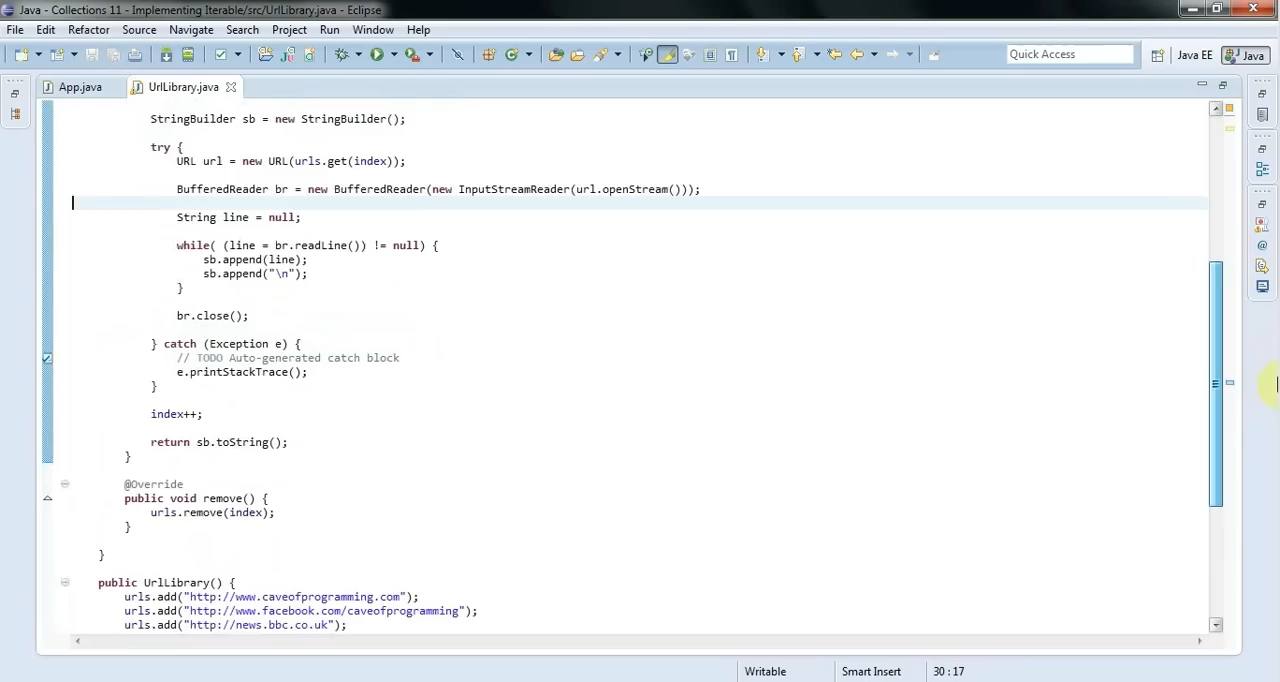 Java - Collections 11 - Implementing Iterable/src/UrlLibrary.java - Eclipse
File Edit Refactor Source Navigate Search Project Run Window Help
Quick Access Java EE Java
App.java UrlLibrary.java
StringBuilder sb = new StringBuilder();
try {
URL url = new URL(urls.get(index));
BufferedReader br = new BufferedReader(new InputStreamReader(url.openStream()));
String line = null;
while( (line = br.readLine()) != null) {
sb.append(line);
sb.append("\n");
}
br.close();
} catch (Exception e) {
// TODO Auto-generated catch block
e.printStackTrace();
}
index++;
return sb.toString();
}
@Override
public void remove() {
urls.remove(index);
}
}
public UrlLibrary() {
urls.add("http://www.caveofprogramming.com");
urls.add("http://www.facebook.com/caveofprogramming");
urls.add("http://news.bbc.co.uk");
Writable Smart Insert 30 : 17